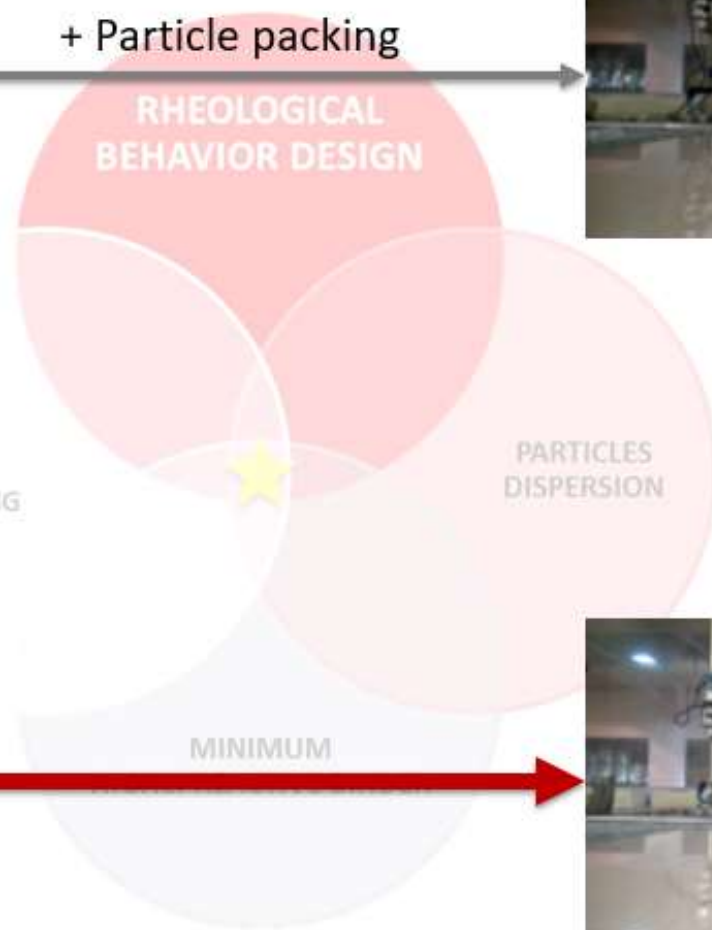 + Particle packing
RHEOLOGICAL
BEHAVIOR DESIGN
PARTICLES
DISPERSION
G
MINIMUM